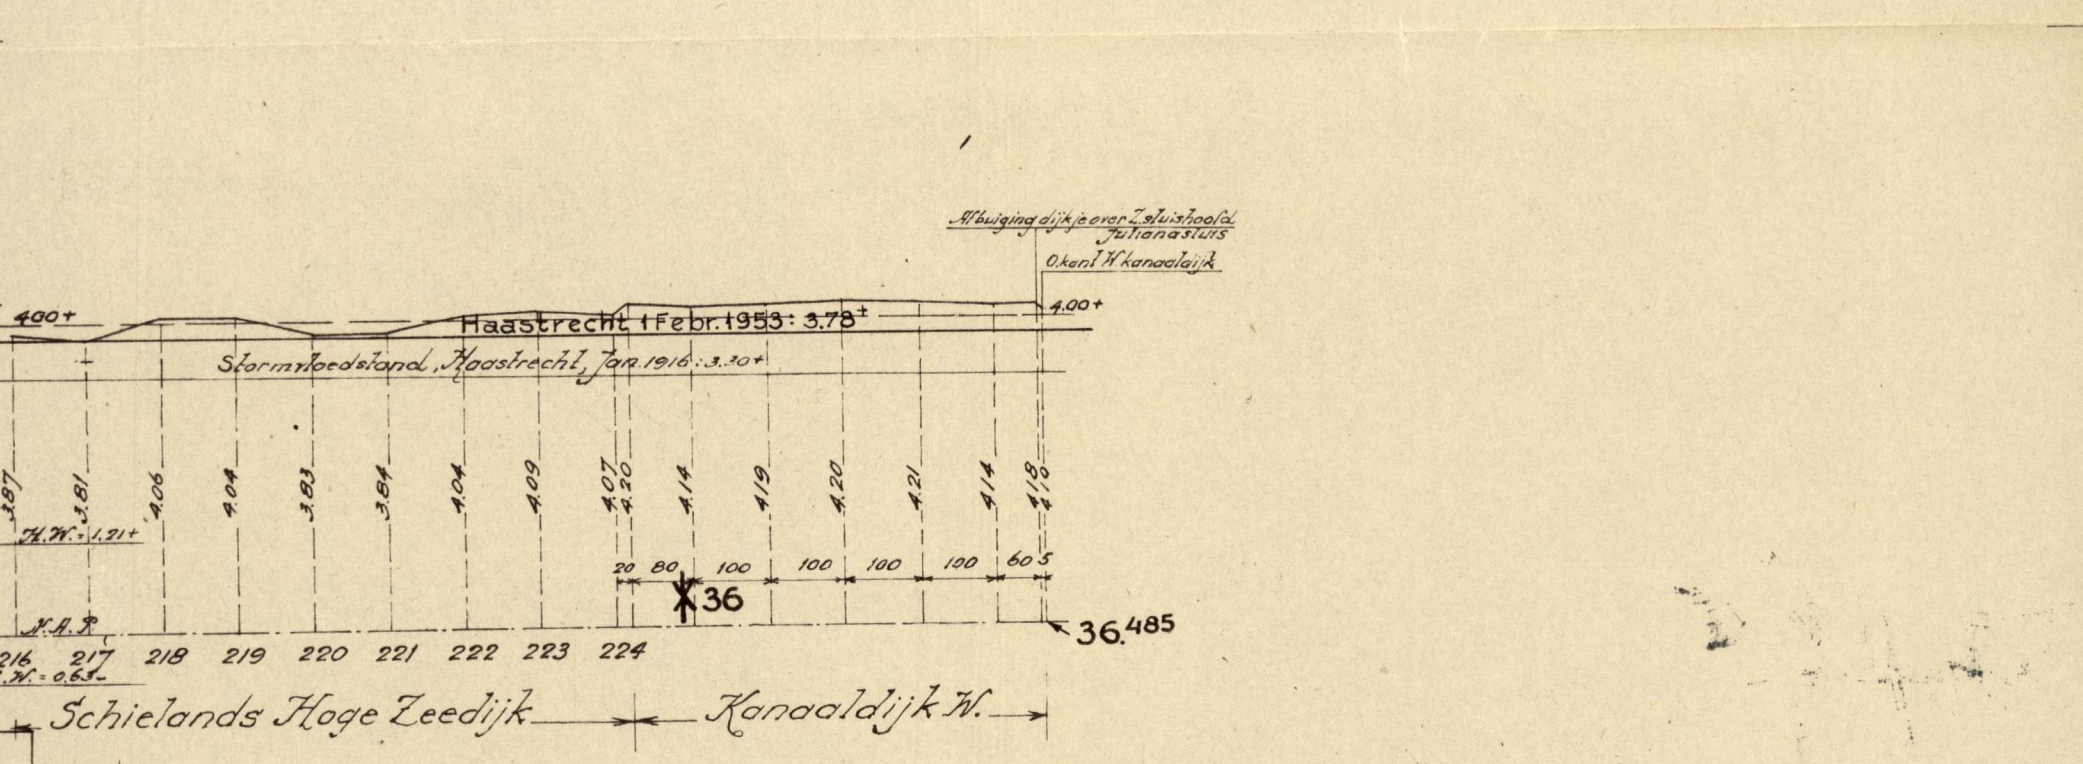 Afbuiging dijkje over Z. sluishoofd
Julianasluis
O. kant W. kanaaldijk
4.00+
4.00+
Haastrecht 1 Febr. 1953: 3.78+
Stormvloedstand, Haastrecht, Jan. 1916: 3.30+
3.87 3.81 4.06 4.04 3.83 3.84 4.04 4.09 4.07 4.20 4.14 4.19 4.20 4.21 4.14 4.18 4.10
H.W. = 1.21+
20 80 100 100 100 100 60 5
36
N.A.P.
36.485
216 217 218 219 220 221 222 223 224
.W. = 0.63-
Schielands Hoge Zeedijk
Kanaaldijk W.